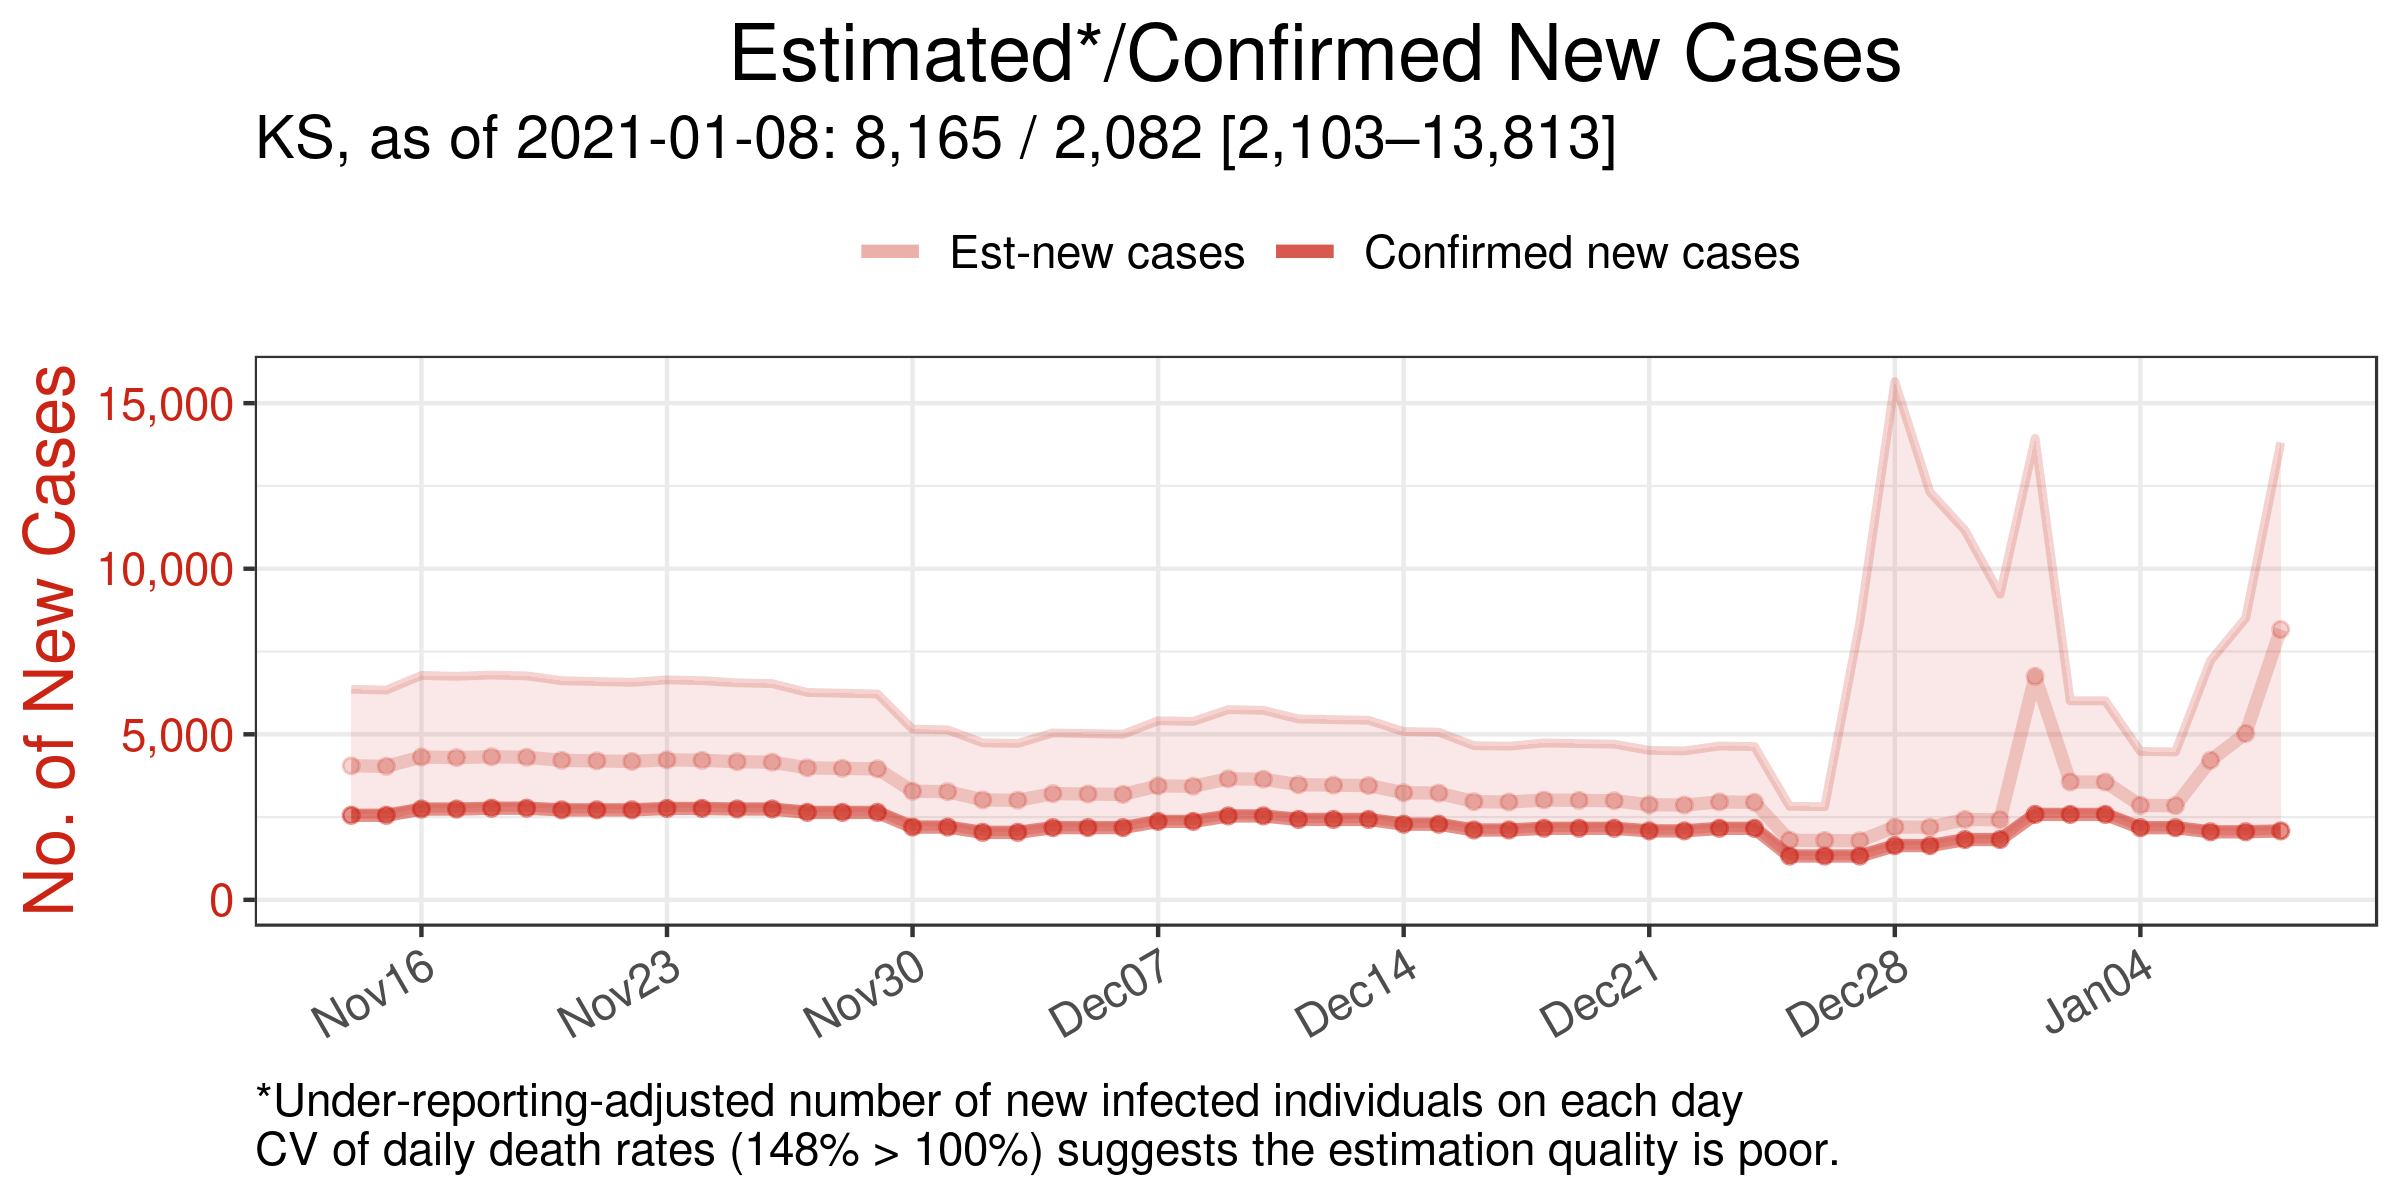 Estimated*/Confirmed New Cases
KS, as of 2021-01-08: 8,165 / 2,082 [2,103–13,813]
Est-new cases
Confirmed new cases
No. of New Cases
15,000
10,000
5,000
0
Nov16
Nov23
Nov30
Dec07
Dec14
Dec21
Dec28
Jan04
*Under-reporting-adjusted number of new infected individuals on each day
CV of daily death rates (148% > 100%) suggests the estimation quality is poor.